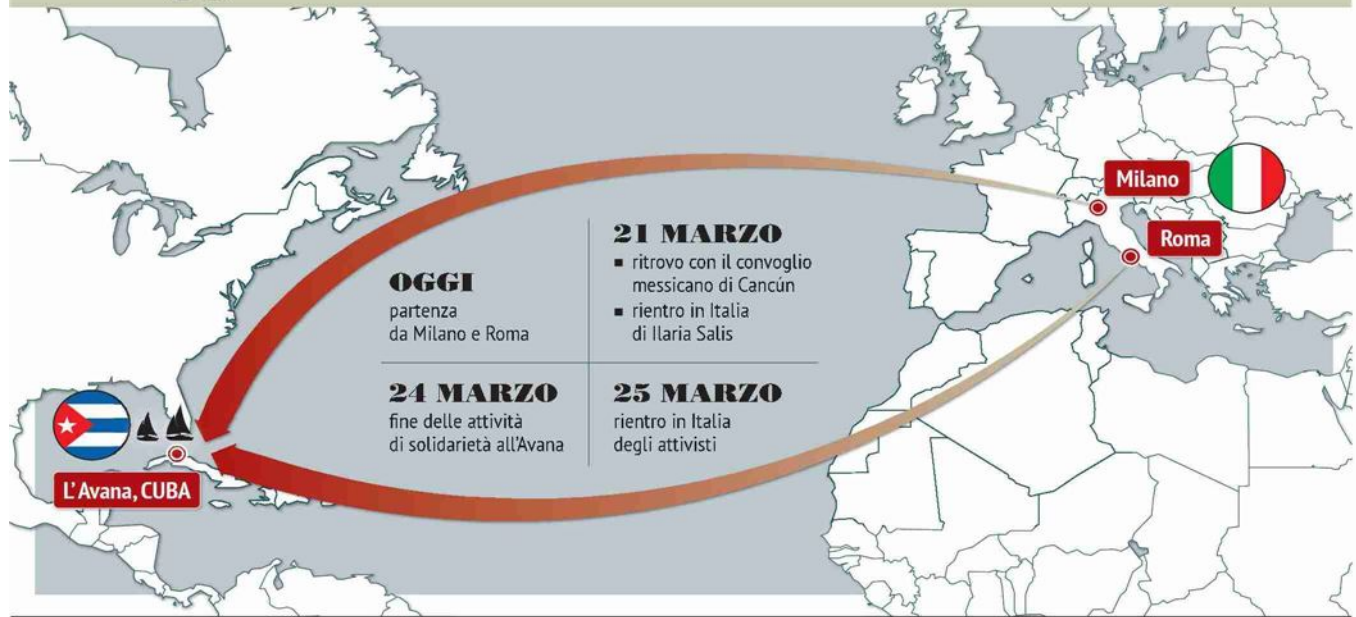 Milano
Roma
OGGI
partenza
da Milano e Roma
21 MARZO
▪ ritrovo con il convoglio
messicano di Cancún
▪ rientro in Italia
di Ilaria Salis
24 MARZO
fine delle attività
di solidarietà all'Avana
25 MARZO
rientro in Italia
degli attivisti
L'Avana, CUBA